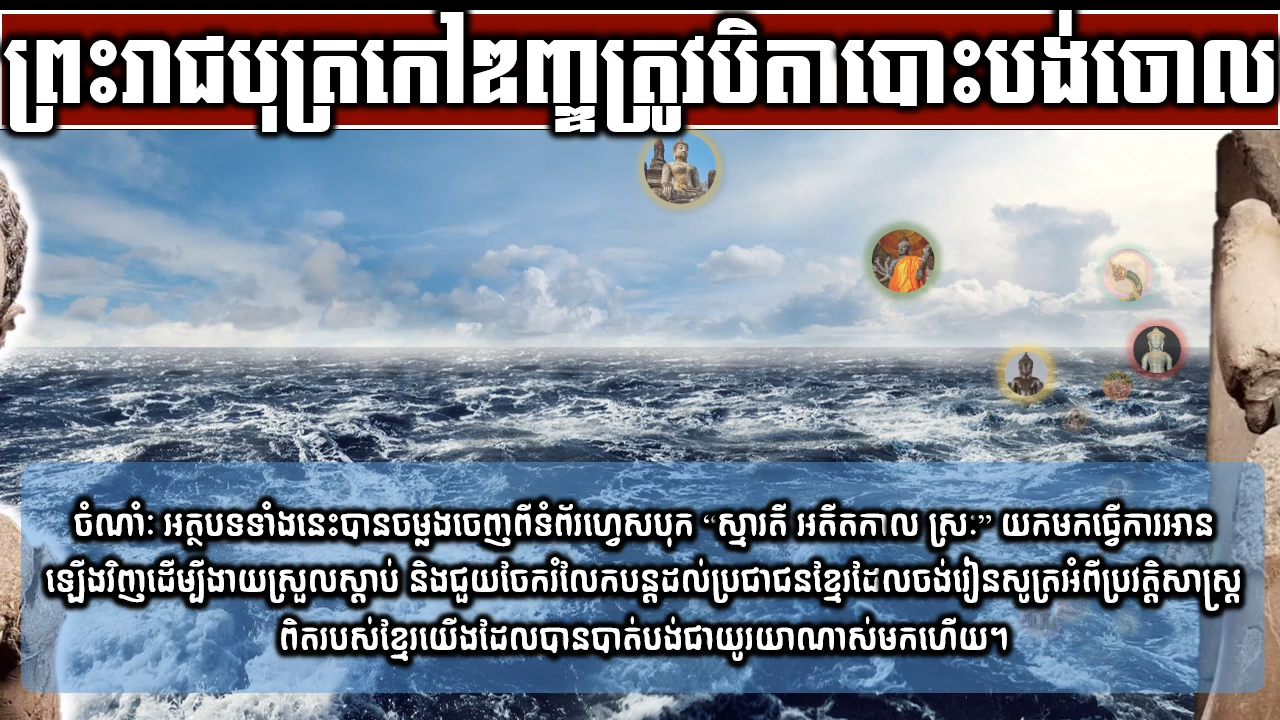 ព្រះរាជបុត្រកៅឌញ្ឌត្រូវបិតាបោះបង់ចោល
ចំណាំៈ អត្ថបទទាំងនេះបានចម្លងចេញពីទំព័រហ្វេសបុក “ស្មារតី អតីតកាល ស្រៈ” យកមកធ្វើការអាន
ឡើងវិញដើម្បីងាយស្រួលស្តាប់ និងជួយចែករំលែកបន្តដល់ប្រជាជនខ្មែរដែលចង់រៀនសូត្រអំពីប្រវត្តិសាស្ត្រ
ពិតរបស់ខ្មែរយើងដែលបានបាត់បង់ជាយូរយាណាស់មកហើយ។